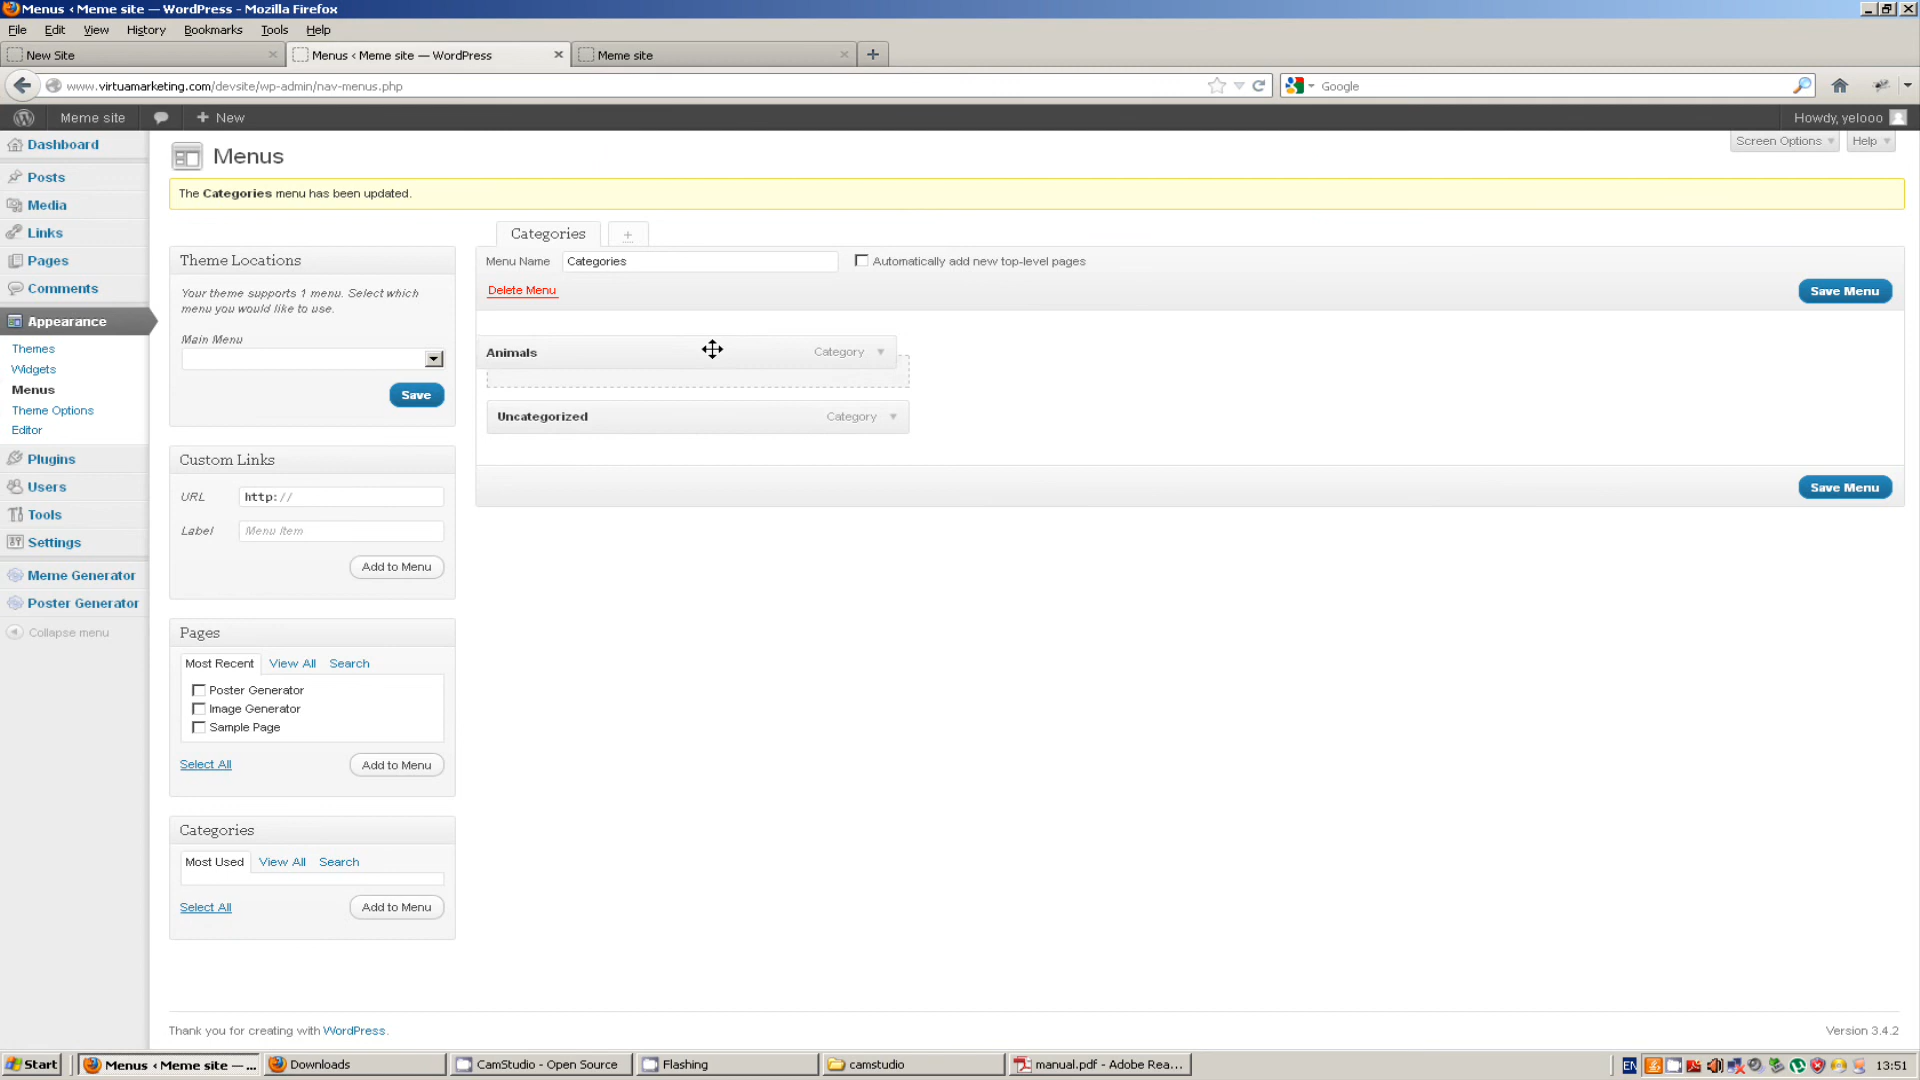 Menus ‹ Meme site — WordPress - Mozilla Firefox
File Edit View History Bookmarks Tools Help
New Site
Menus ‹ Meme site — WordPress
Meme site
www.virtuamarketing.com/devsite/wp-admin/nav-menus.php
Google
Meme site
+ New
Howdy, yelooo
Screen Options
Help
Dashboard
Posts
Media
Links
Pages
Comments
Appearance
Themes
Widgets
Menus
Theme Options
Editor
Plugins
Users
Tools
Settings
Meme Generator
Poster Generator
Collapse menu
Menus
The Categories menu has been updated.
Theme Locations
Your theme supports 1 menu. Select which
menu you would like to use.
Main Menu
Save
Custom Links
URL http://
Label Menu Item
Add to Menu
Pages
Most Recent View All Search
Poster Generator
Image Generator
Sample Page
Select All
Add to Menu
Categories
Most Used View All Search
Select All
Add to Menu
Categories
+
Menu Name Categories
Automatically add new top-level pages
Delete Menu
Save Menu
Animals Category
Uncategorized Category
Save Menu
Thank you for creating with WordPress.
Version 3.4.2
Start
Menus ‹ Meme site — ...
Downloads
CamStudio - Open Source
Flashing
camstudio
manual.pdf - Adobe Rea...
EN
13:51